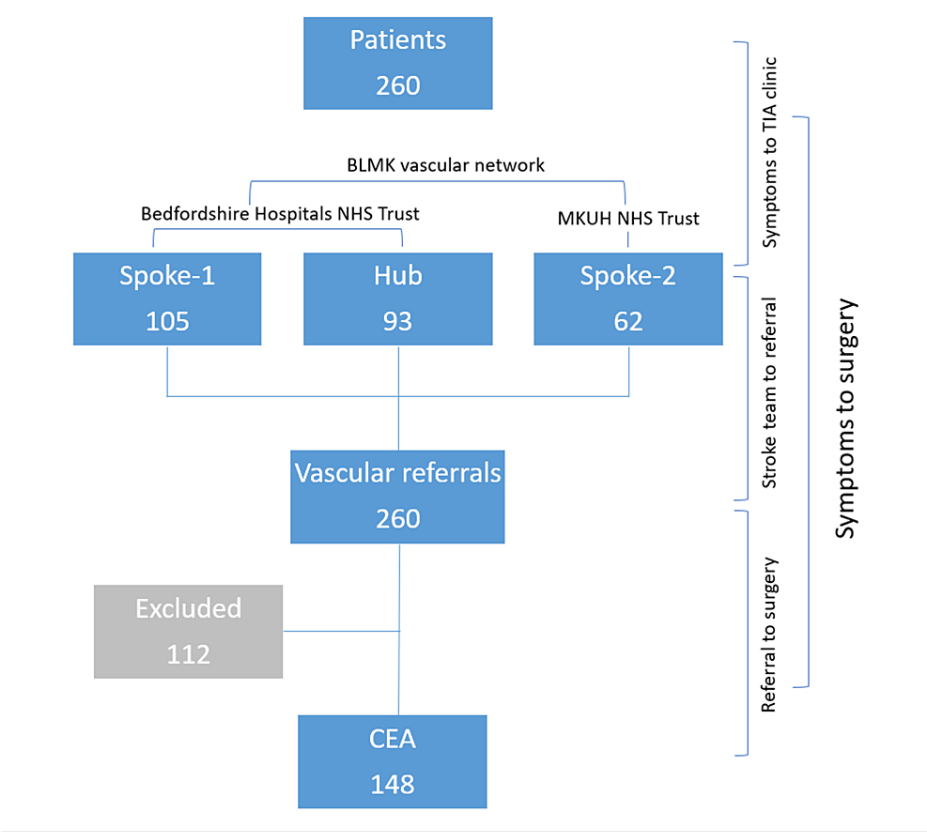 Patients
260
BLMK vascular network
Bedfordshire Hospitals NHS Trust
MKUH NHS Trust
Spoke-1
105
Hub
93
Spoke-2
62
Vascular referrals
260
Excluded
112
CEA
148
Symptoms to TIA clinic
Stroke team to referral
Referral to surgery
Symptoms to surgery